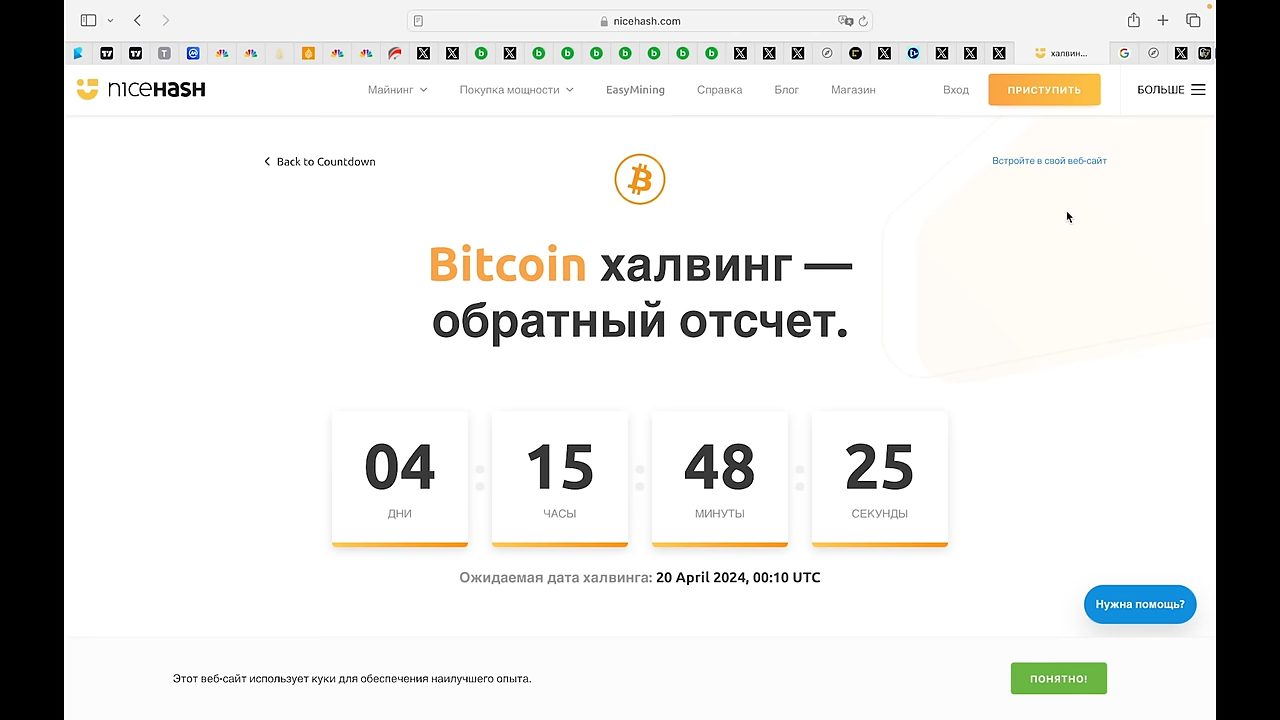 nicehash.com
халвин...
nıceHasH
Майнинг
Покупка мощности
EasyMining
Справка
Блог
Магазин
Вход
ПРИСТУПИТЬ
БОЛЬШЕ
Back to Countdown
Встройте в свой веб-сайт
Bitcoin халвинг —
обратный отсчет.
04 15 48 25
ДНИ ЧАСЫ МИНУТЫ СЕКУНДЫ
Ожидаемая дата халвинга: 20 April 2024, 00:10 UTC
Нужна помощь?
Этот веб-сайт использует куки для обеспечения наилучшего опыта.
ПОНЯТНО!